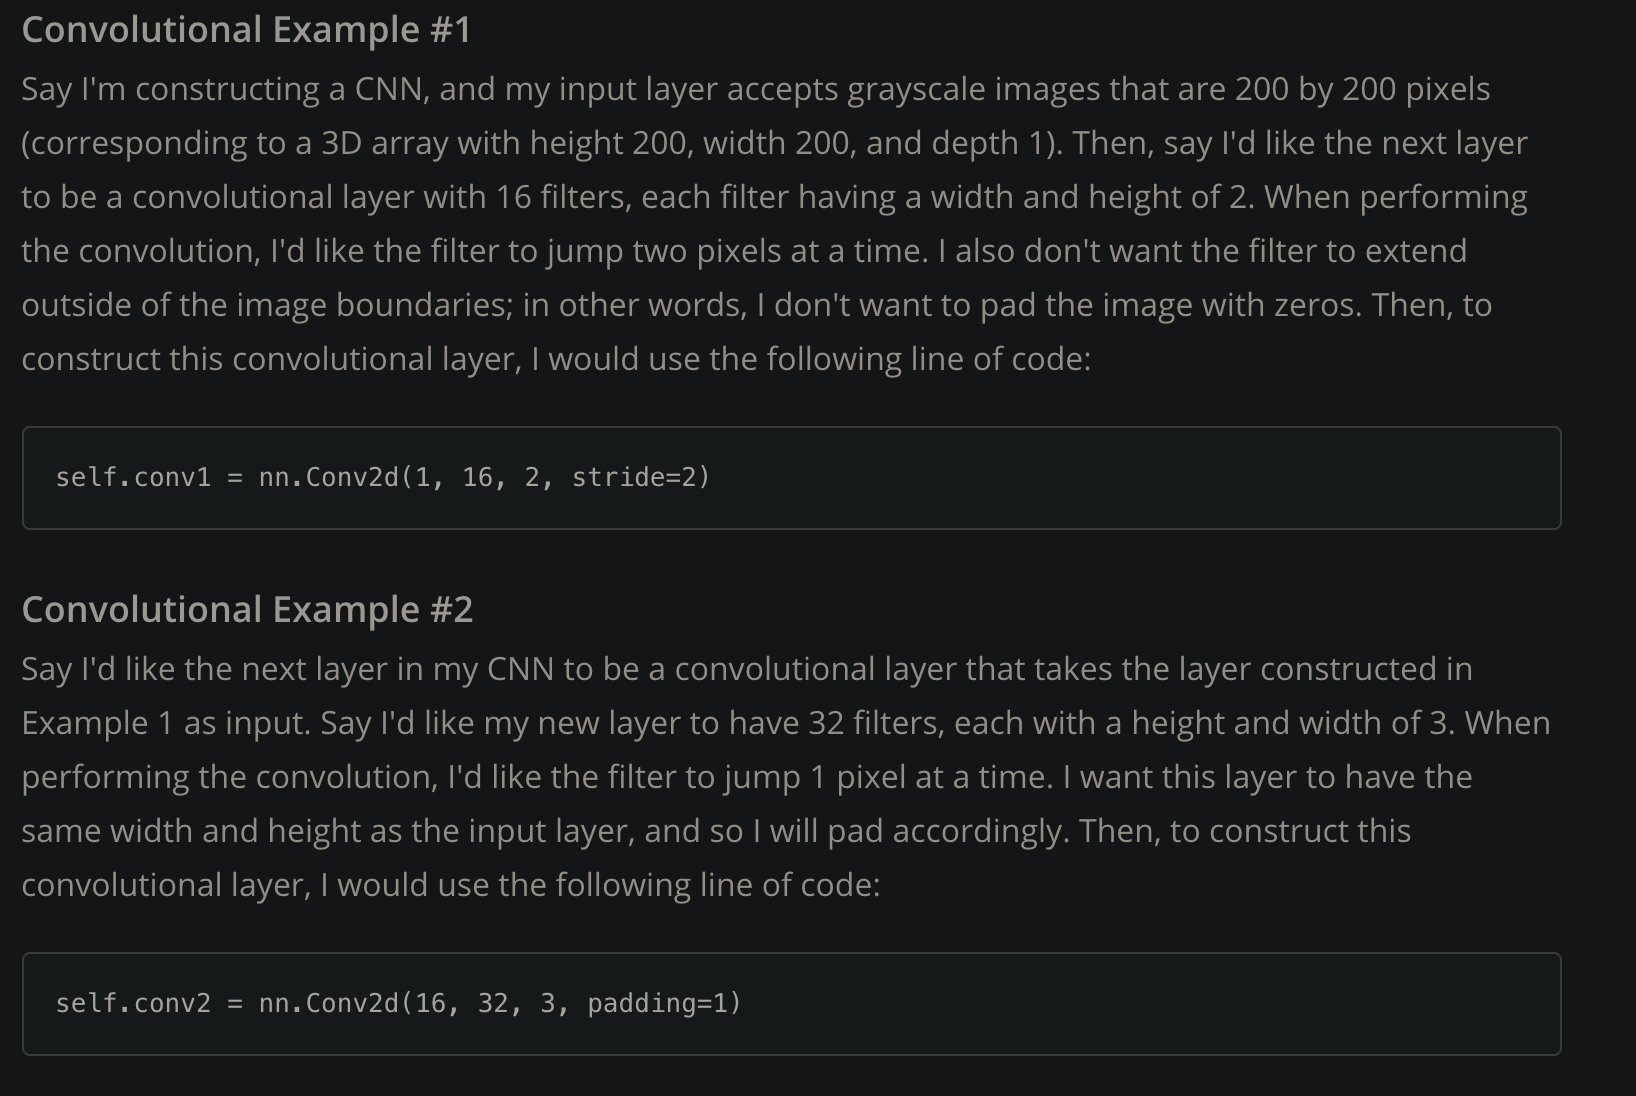 Convolutional Example #1
Say I'm constructing a CNN, and my input layer accepts grayscale images that are 200 by 200 pixels
(corresponding to a 3D array with height 200, width 200, and depth 1). Then, say I'd like the next layer
to be a convolutional layer with 16 filters, each filter having a width and height of 2. When performing
the convolution, I'd like the filter to jump two pixels at a time. I also don't want the filter to extend
outside of the image boundaries; in other words, I don't want to pad the image with zeros. Then, to
construct this convolutional layer, I would use the following line of code:
self.conv1 = nn.Conv2d(1, 16, 2, stride=2)
Convolutional Example #2
Say I'd like the next layer in my CNN to be a convolutional layer that takes the layer constructed in
Example 1 as input. Say I'd like my new layer to have 32 filters, each with a height and width of 3. When
performing the convolution, I'd like the filter to jump 1 pixel at a time. I want this layer to have the
same width and height as the input layer, and so I will pad accordingly. Then, to construct this
convolutional layer, I would use the following line of code:
self.conv2 = nn.Conv2d(16, 32, 3, padding=1)